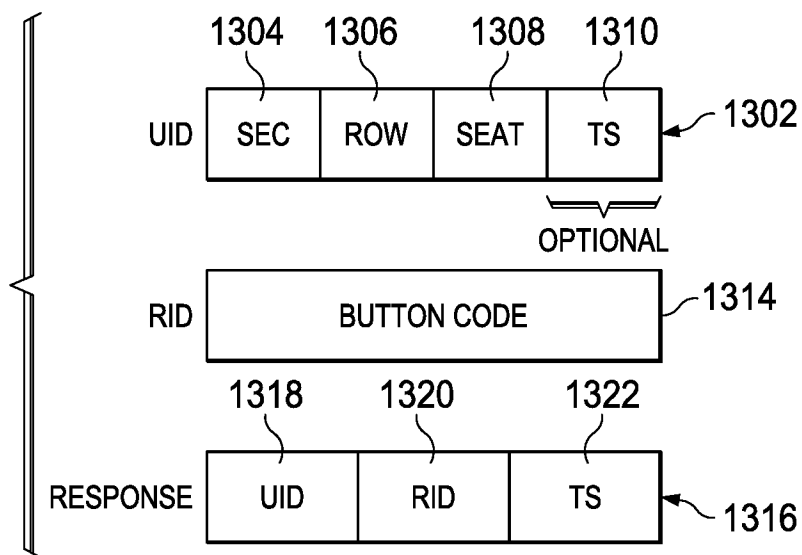 1304 1306 1308 1310
UID SEC ROW SEAT TS 1302
OPTIONAL
RID BUTTON CODE 1314
1318 1320 1322
RESPONSE UID RID TS 1316